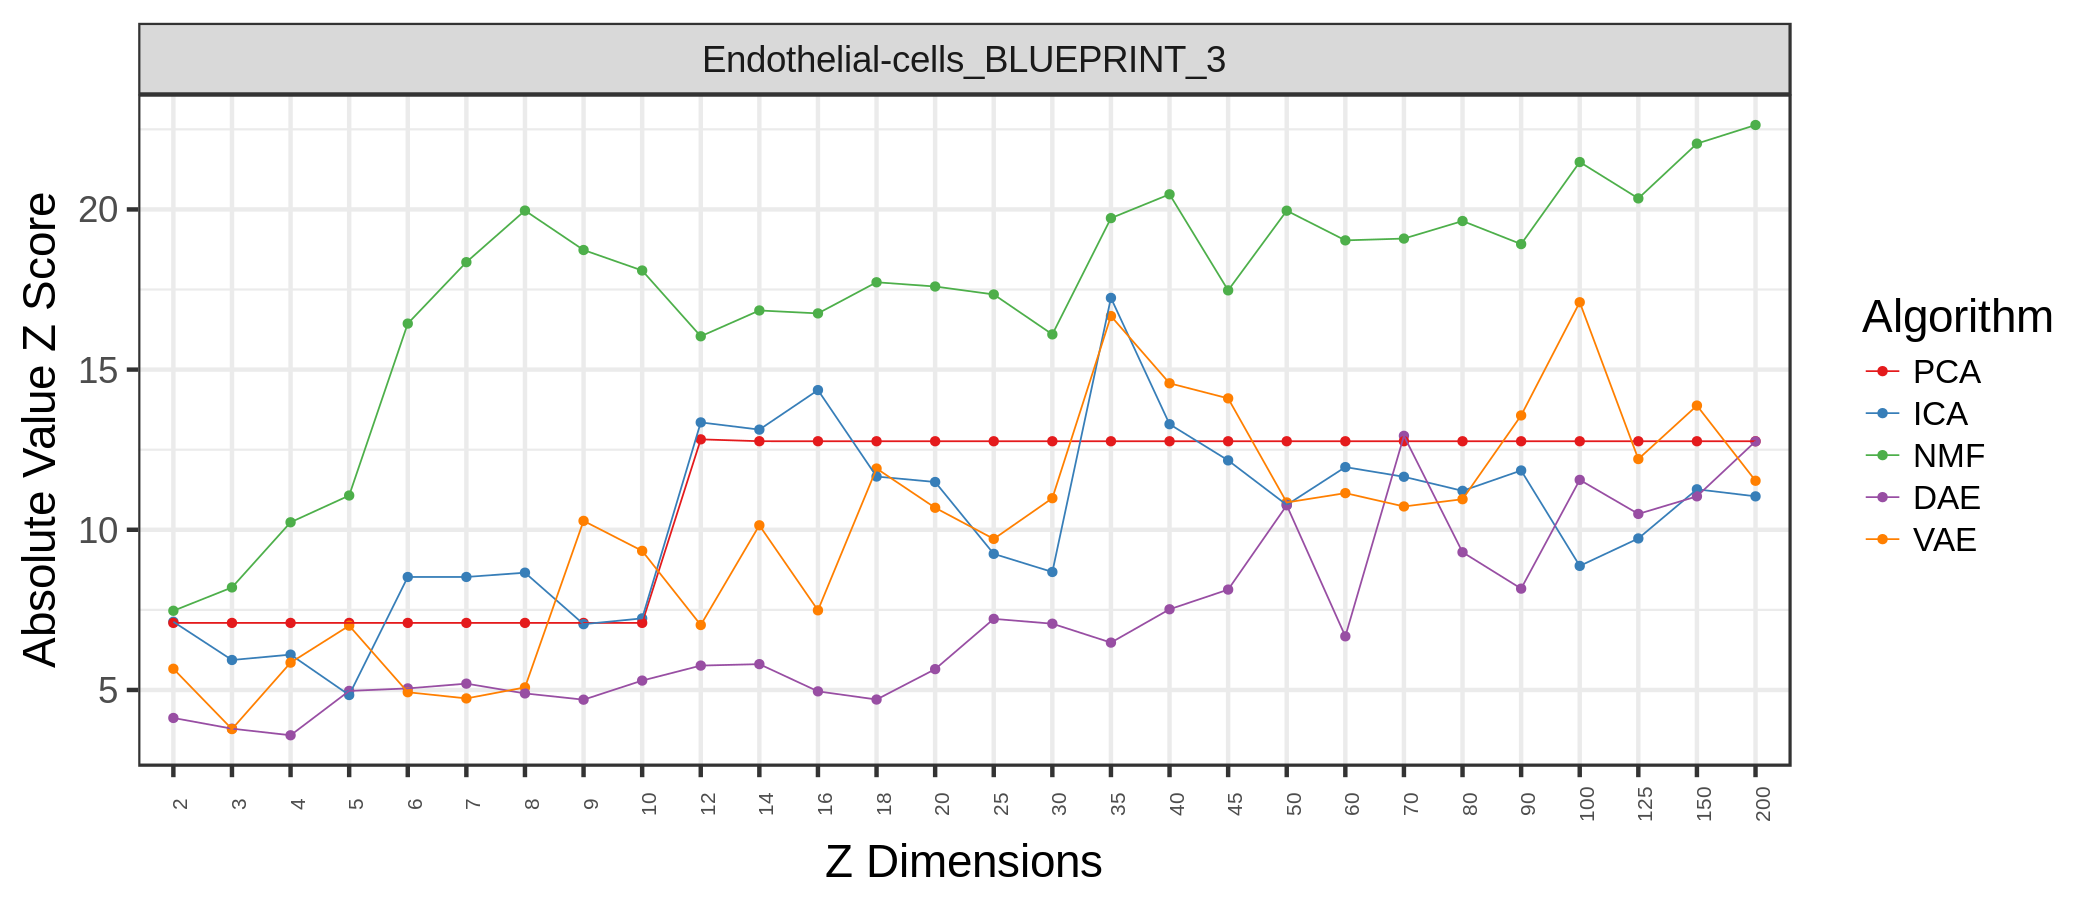 Endothelial-cells_BLUEPRINT_3
Absolute Value Z Score
20
15
10
5
2 3 4 5 6 7 8 9 10 12 14 16 18 20 25 30 35 40 45 50 60 70 80 90 100 125 150 200
Z Dimensions
Algorithm
PCA
ICA
NMF
DAE
VAE